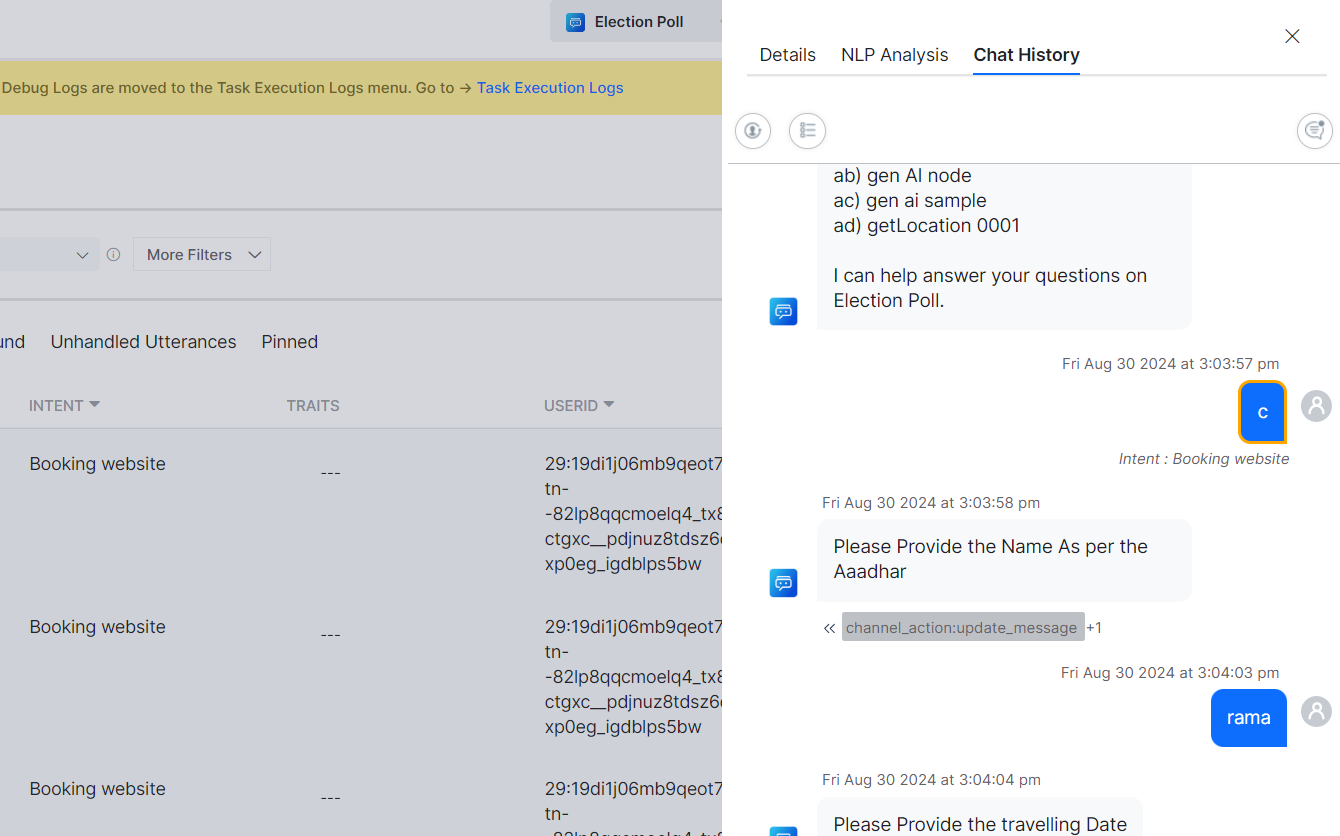 Election Poll
Debug Logs are moved to the Task Execution Logs menu. Go to → Task Execution Logs
More Filters
Unhandled Utterances
Pinned
INTENT
TRAITS
USERID
Booking website
---
29:19di1j06mb9qeot7
tn-
-82lp8qqcmoelq4_tx8
ctgxc__pdjnuz8tdsz6
xp0eg_igdblps5bw
Booking website
---
29:19di1j06mb9qeot7
tn-
-82lp8qqcmoelq4_tx8
ctgxc__pdjnuz8tdsz6
xp0eg_igdblps5bw
Booking website
---
29:19di1j06mb9qeot7
tn-
Details
NLP Analysis
Chat History
ab) gen AI node
ac) gen ai sample
ad) getLocation 0001
I can help answer your questions on
Election Poll.
Fri Aug 30 2024 at 3:03:57 pm
c
Intent : Booking website
Fri Aug 30 2024 at 3:03:58 pm
Please Provide the Name As per the
Aaadhar
« channel_action:update_message +1
Fri Aug 30 2024 at 3:04:03 pm
rama
Fri Aug 30 2024 at 3:04:04 pm
Please Provide the travelling Date